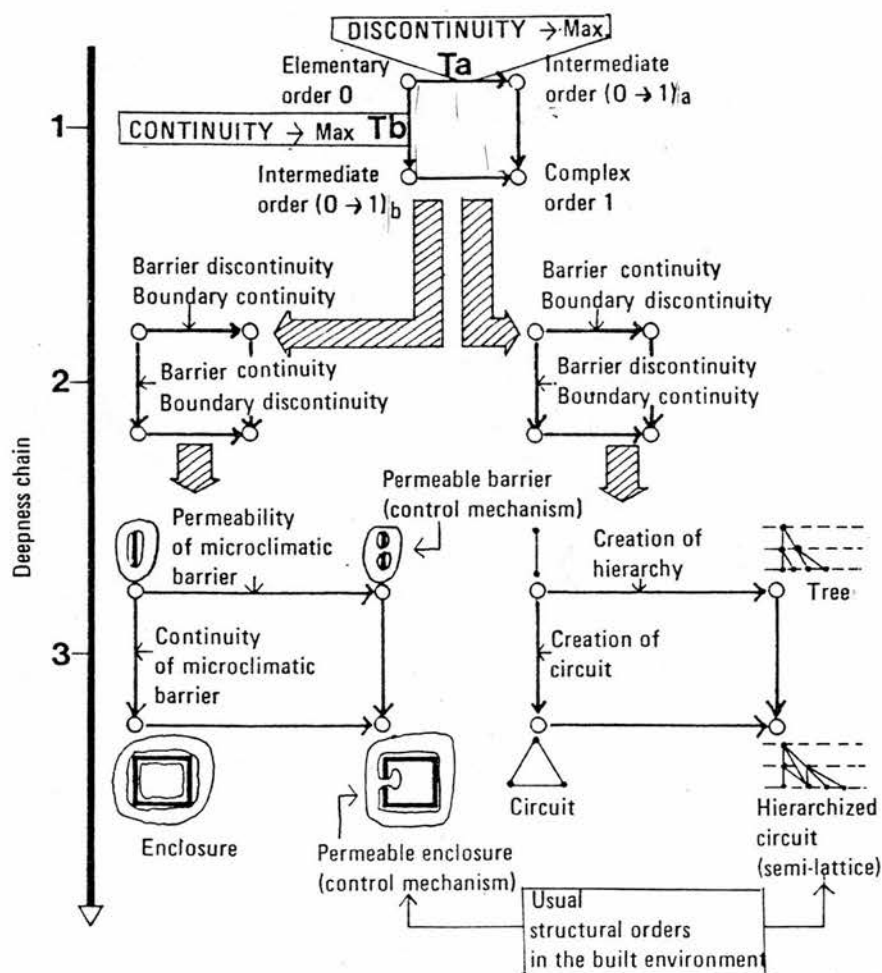 DISCONTINUITY → Max
Ta
Elementary
order 0
Intermediate
order (0 → 1)a
1
CONTINUITY → Max Tb
Intermediate
order (0 → 1)b
Complex
order 1
Barrier discontinuity
Boundary continuity
Barrier continuity
Boundary discontinuity
2
Barrier continuity
Boundary discontinuity
Barrier discontinuity
Boundary continuity
Deepness chain
Permeable barrier
(control mechanism)
Permeability
of microclimatic
barrier
Creation of
hierarchy
Tree
3
Continuity
of microclimatic
barrier
Creation of
circuit
Enclosure
Permeable enclosure
(control mechanism)
Circuit
Hierarchized
circuit
(semi-lattice)
Usual
structural orders
in the built environment